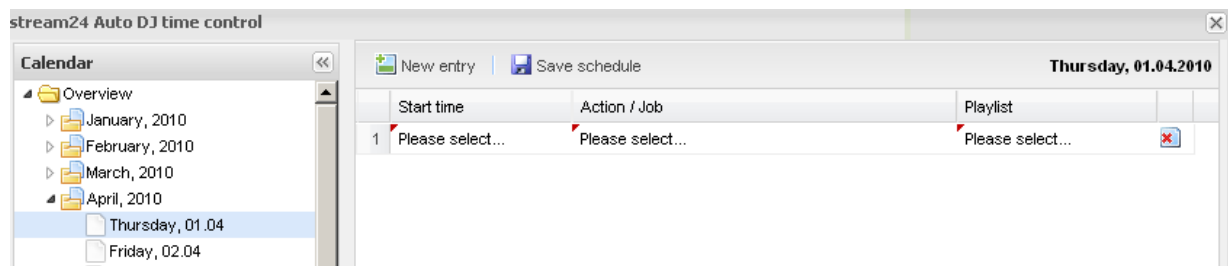 stream24 Auto DJ time control
Calendar
Overview
January, 2010
February, 2010
March, 2010
April, 2010
Thursday, 01.04
Friday, 02.04
New entry
Save schedule
Thursday, 01.04.2010
Start time Action / Job Playlist
1 Please select... Please select... Please select...